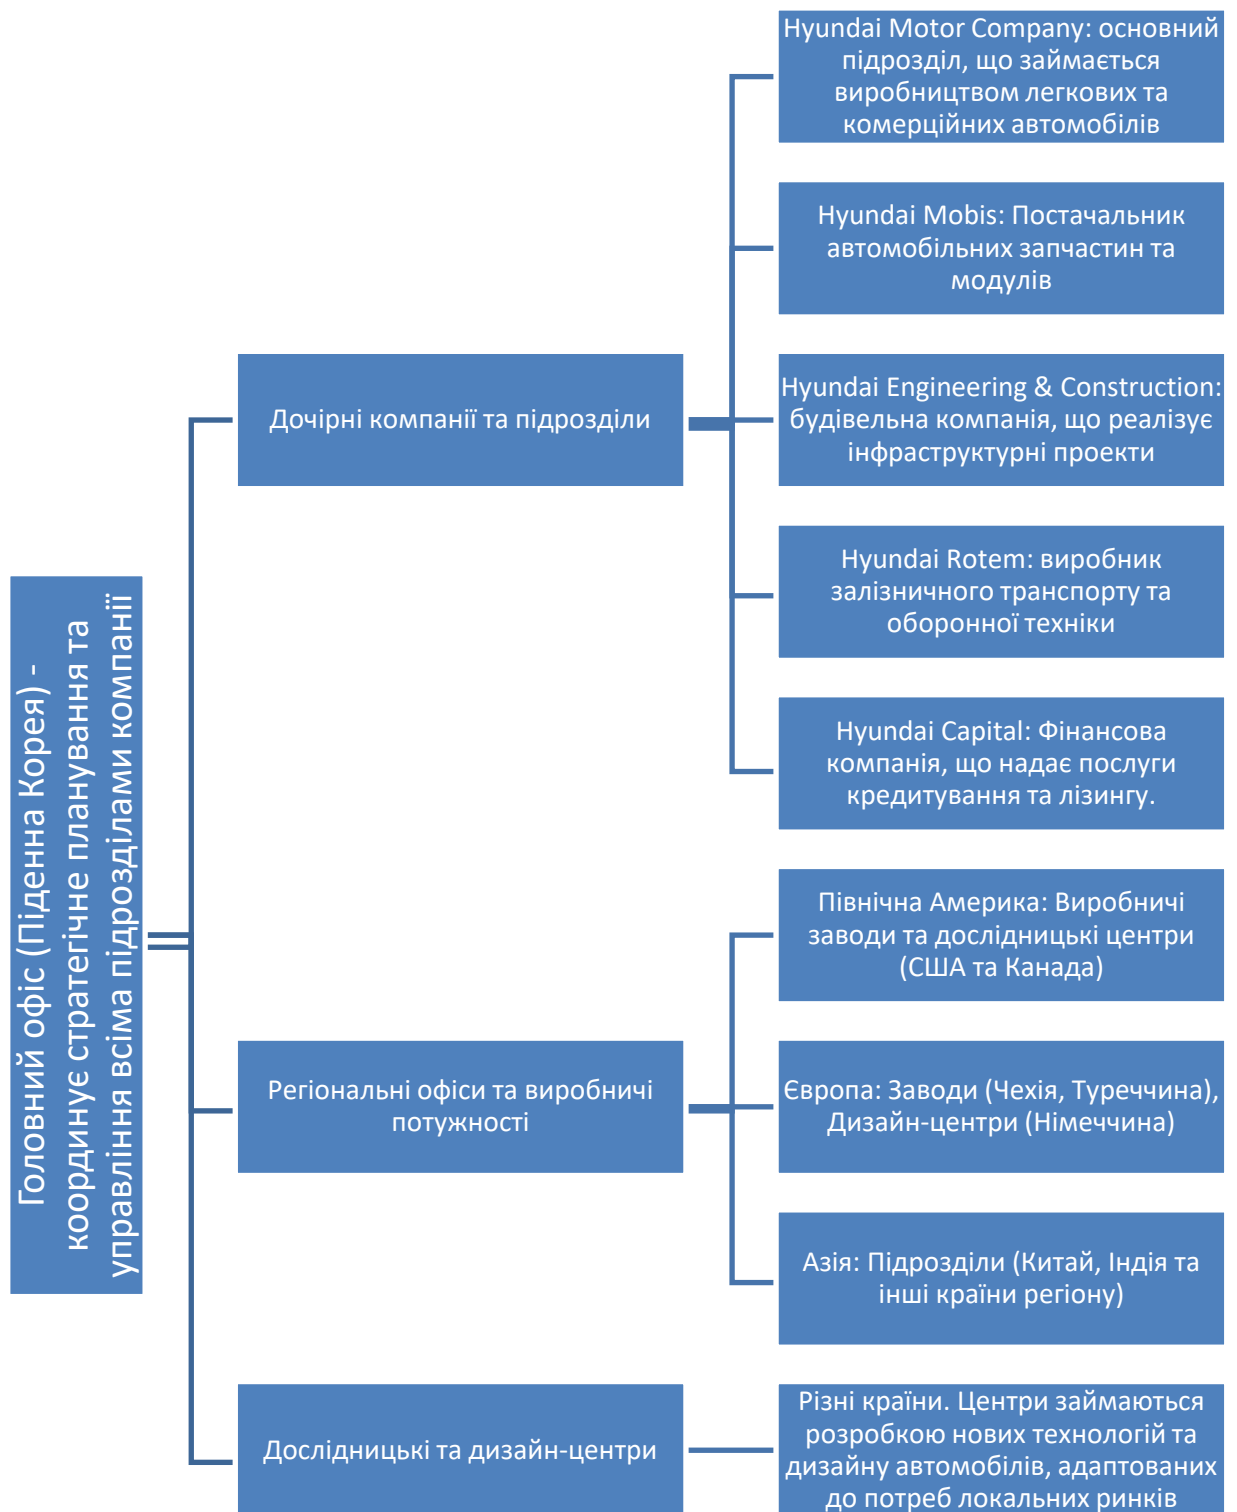 Головний офіс (Піденна Корея) -
координує стратегічне планування та
управління всіма підрозділами компанії
Дочірні компанії та підрозділи
Hyundai Motor Company: основний
підрозділ, що займається
виробництвом легкових та
комерційних автомобілів
Hyundai Mobis: Постачальник
автомобільних запчастин та
модулів
Hyundai Engineering & Construction:
будівельна компанія, що реалізує
інфраструктурні проекти
Hyundai Rotem: виробник
залізничного транспорту та
оборонної техніки
Hyundai Capital: Фінансова
компанія, що надає послуги
кредитування та лізингу.
Регіональні офіси та виробничі
потужності
Північна Америка: Виробничі
заводи та дослідницькі центри
(США та Канада)
Європа: Заводи (Чехія, Туреччина),
Дизайн-центри (Німеччина)
Азія: Підрозділи (Китай, Індія та
інші країни регіону)
Дослідницькі та дизайн-центри
Різні країни. Центри займаються
розробкою нових технологій та
дизайну автомобілів, адаптованих
до потреб локальних ринків